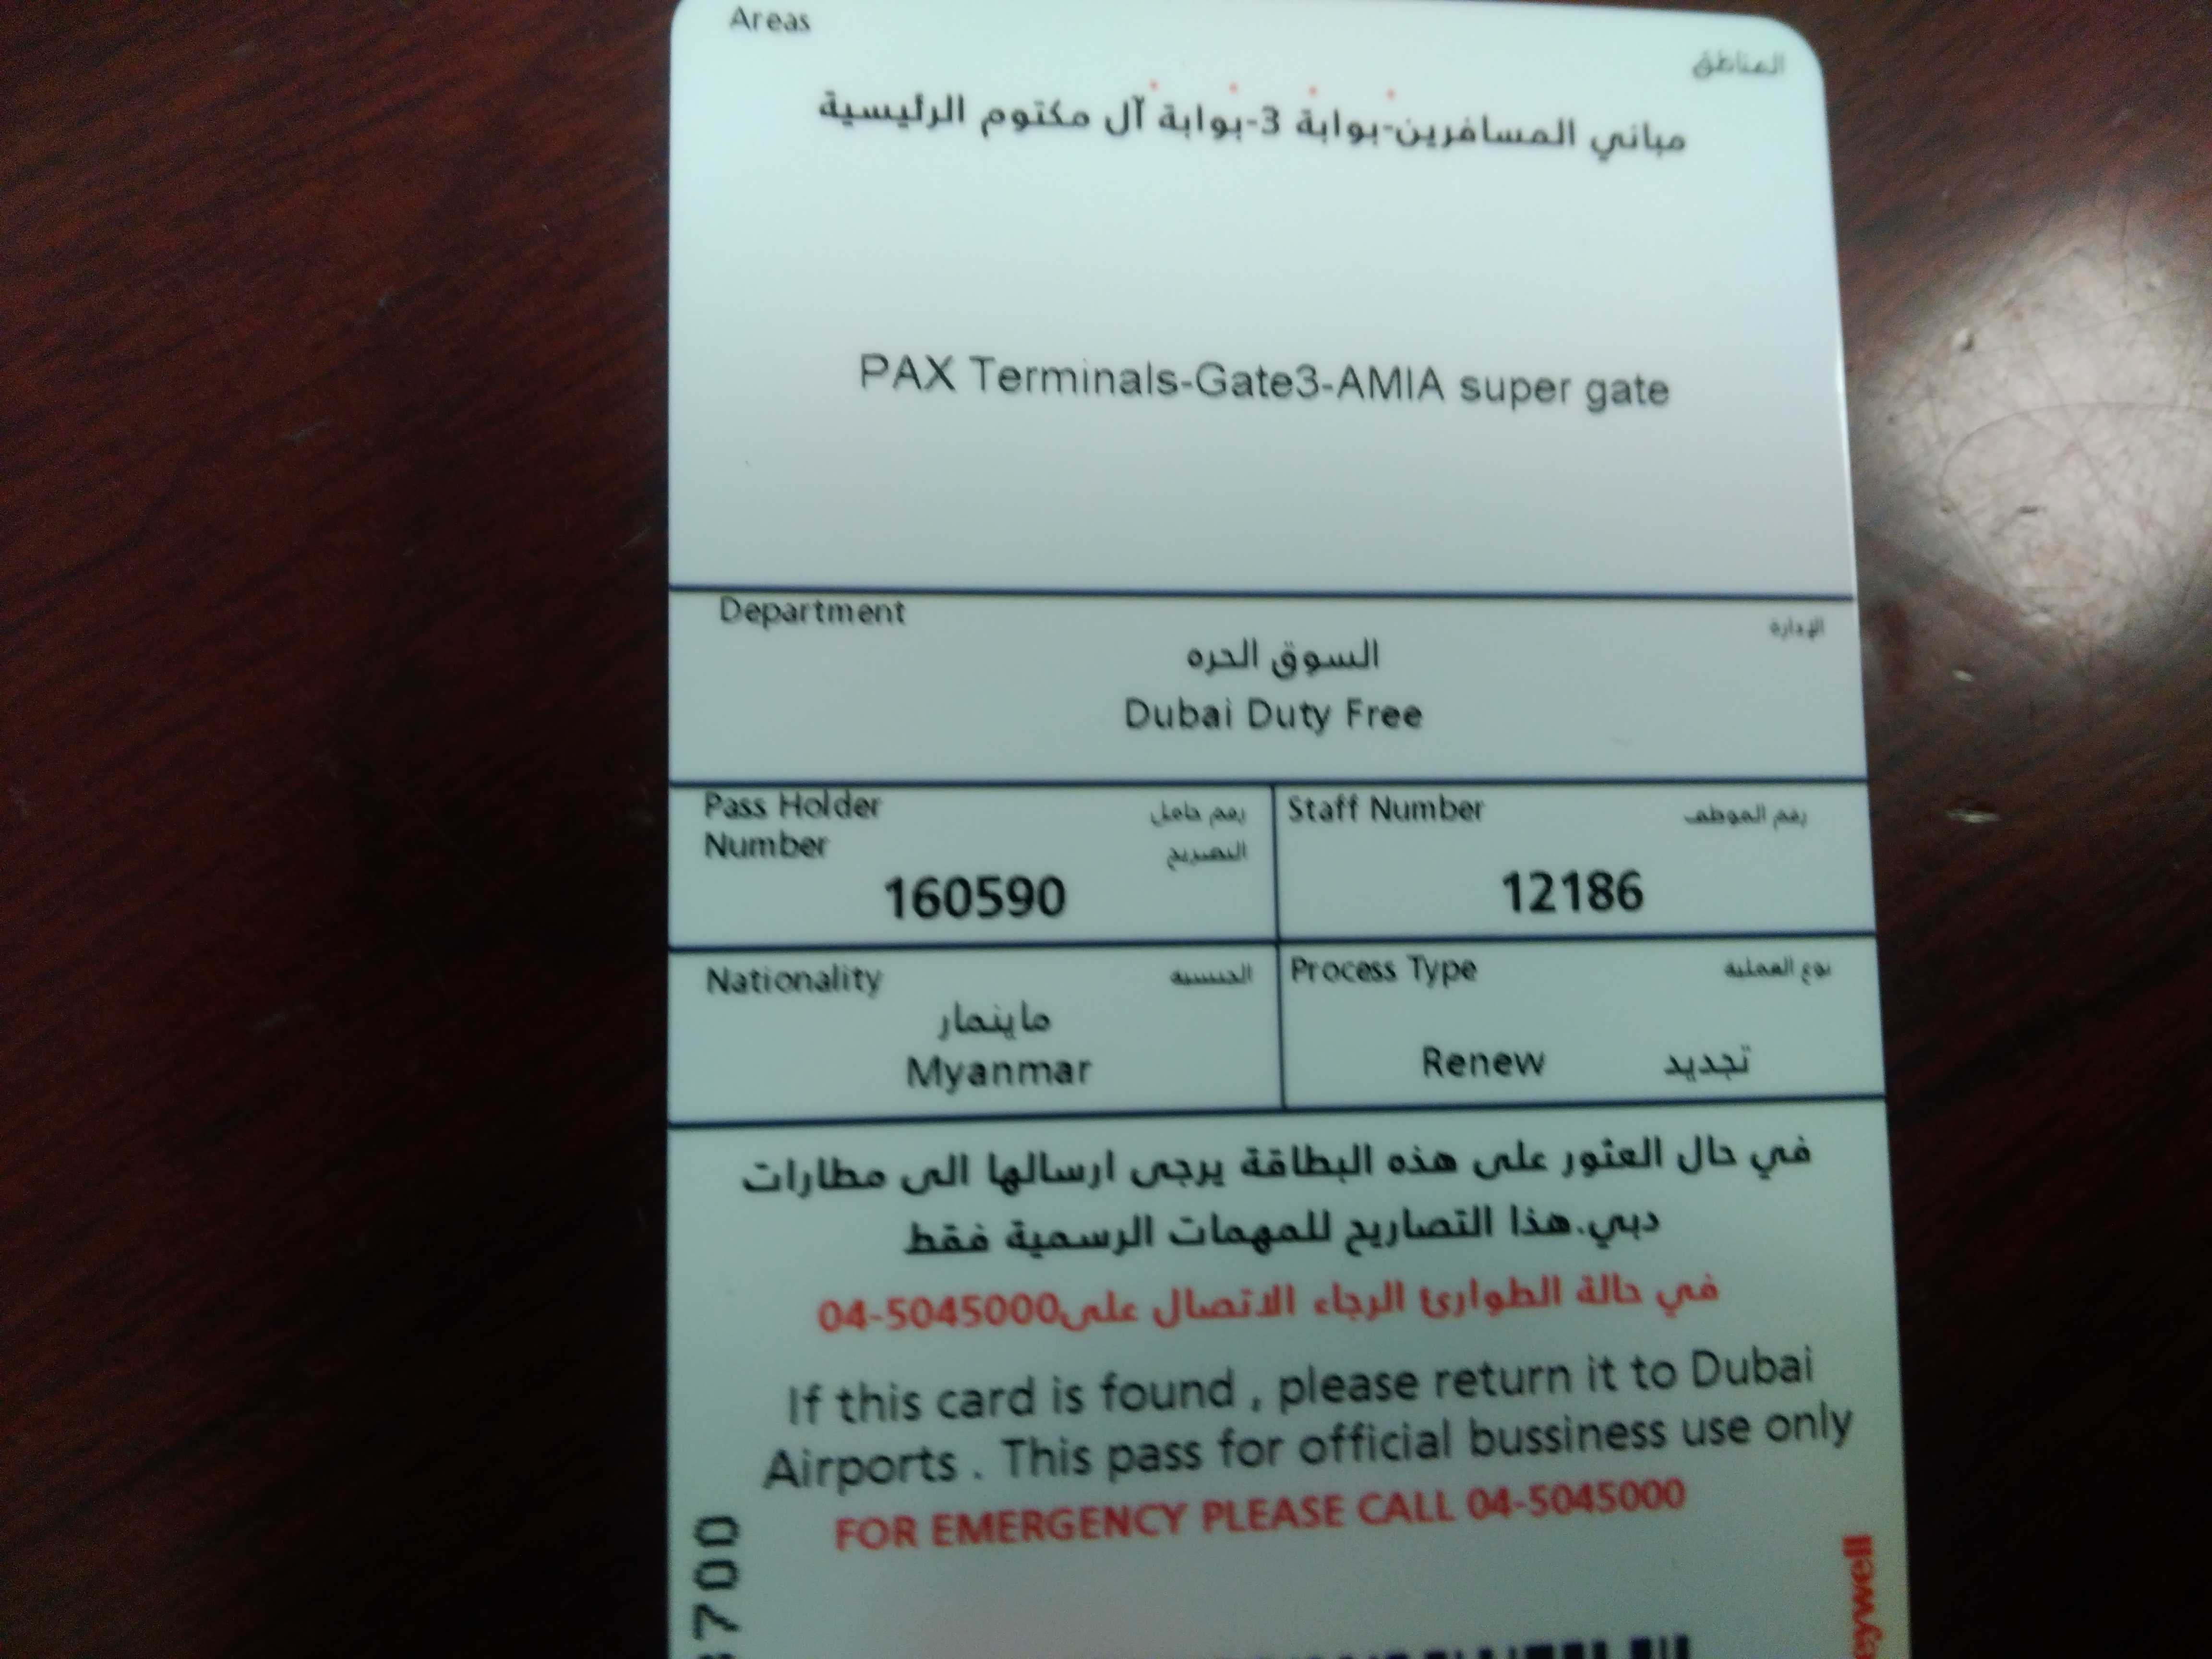 Areas
المناطق
مباني المسافرين-بوابة 3-بوابة آل مكتوم الرئيسية
PAX Terminals-Gate3-AMIA super gate
Department
الإدارة
السوق الحره
Dubai Duty Free
Pass Holder
رقم حامل
Number
التصريح
160590
Staff Number
رقم الموظف
12186
Nationality
الجنسية
ماينمار
Myanmar
Process Type
نوع العملية
Renew تجديد
في حال العثور على هذه البطاقة يرجى ارسالها الى مطارات
دبي.هذا التصاريح للمهمات الرسمية فقط
في حالة الطوارئ الرجاء الاتصال على04-5045000
If this card is found , please return it to Dubai
Airports . This pass for official bussiness use only
FOR EMERGENCY PLEASE CALL 04-5045000
700
eywell